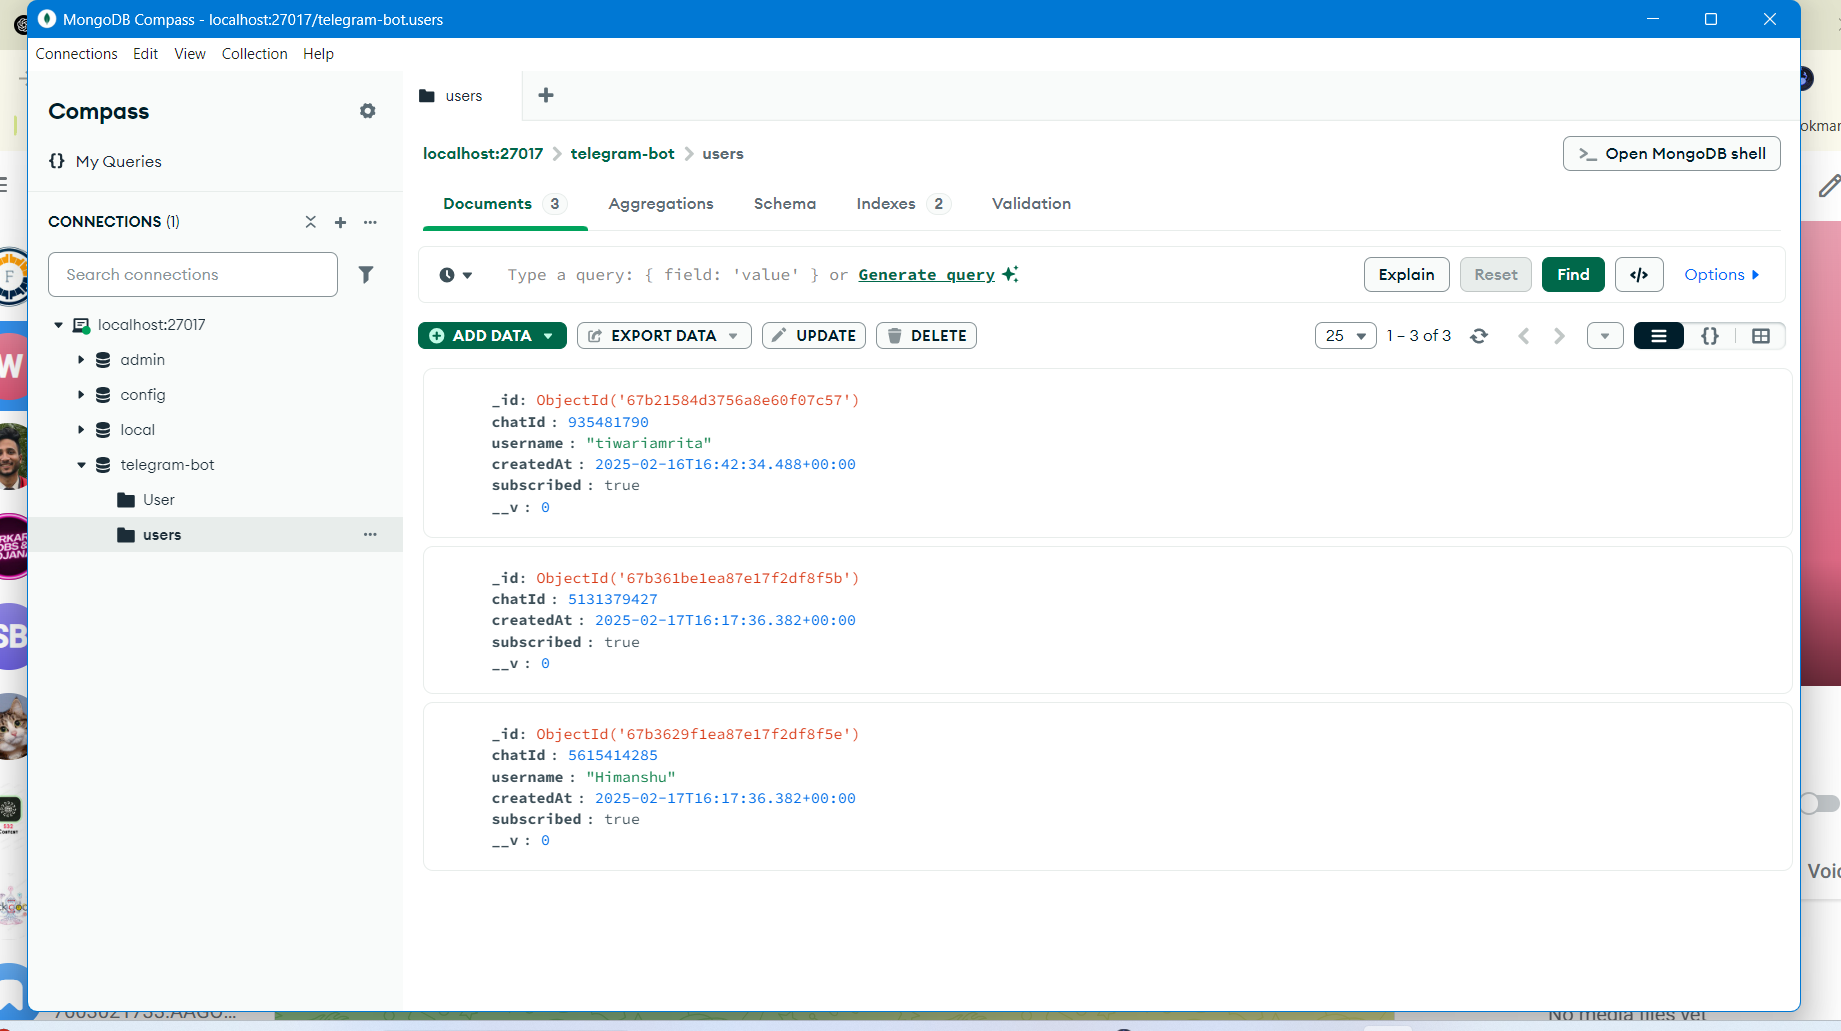 MongoDB Compass - localhost:27017/telegram-bot.users
Connections Edit View Collection Help
Compass
{} My Queries
CONNECTIONS (1)
Search connections
localhost:27017
admin
config
local
telegram-bot
User
users
users
localhost:27017 > telegram-bot > users
>_ Open MongoDB shell
Documents 3 Aggregations Schema Indexes 2 Validation
Type a query: { field: 'value' } or Generate query
Explain Reset Find </> Options
ADD DATA EXPORT DATA UPDATE DELETE
25 1 – 3 of 3 {}
_id: ObjectId('67b21584d3756a8e60f07c57')
chatId : 935481790
username : "tiwariamrita"
createdAt : 2025-02-16T16:42:34.488+00:00
subscribed : true
__v : 0
_id: ObjectId('67b361be1ea87e17f2df8f5b')
chatId : 5131379427
createdAt : 2025-02-17T16:17:36.382+00:00
subscribed : true
__v : 0
_id: ObjectId('67b3629f1ea87e17f2df8f5e')
chatId : 5615414285
username : "Himanshu"
createdAt : 2025-02-17T16:17:36.382+00:00
subscribed : true
__v : 0
F
W
SB
No media files yet